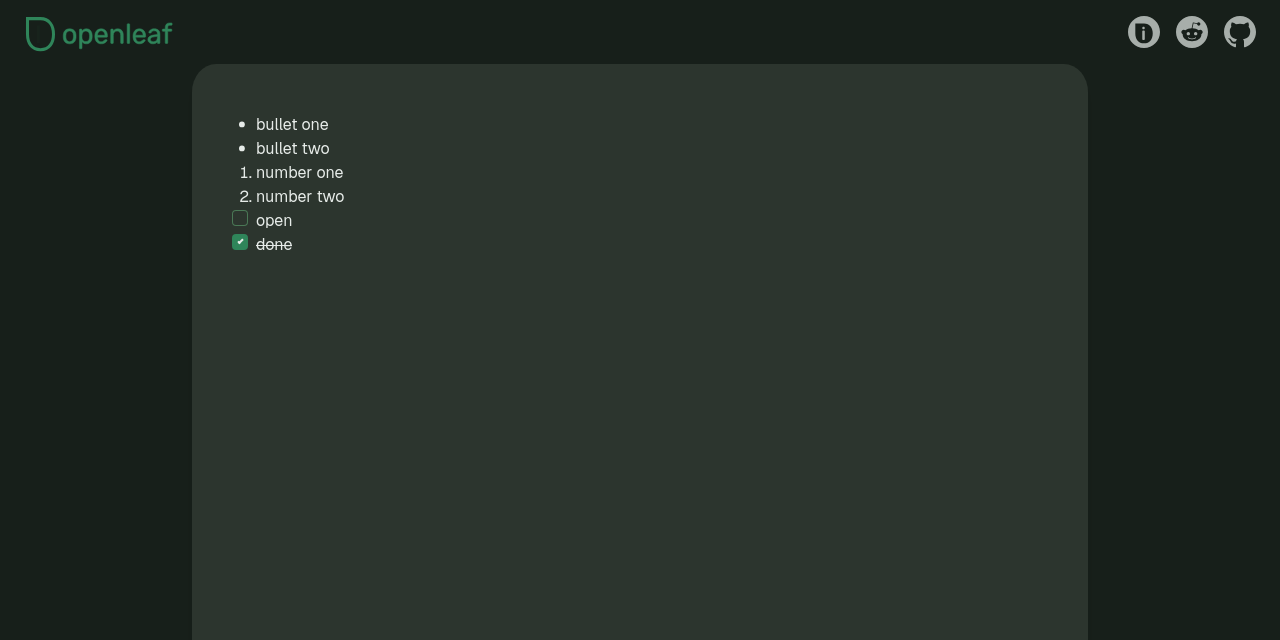 openleaf
• bullet one
• bullet two
1. number one
2. number two
open
done